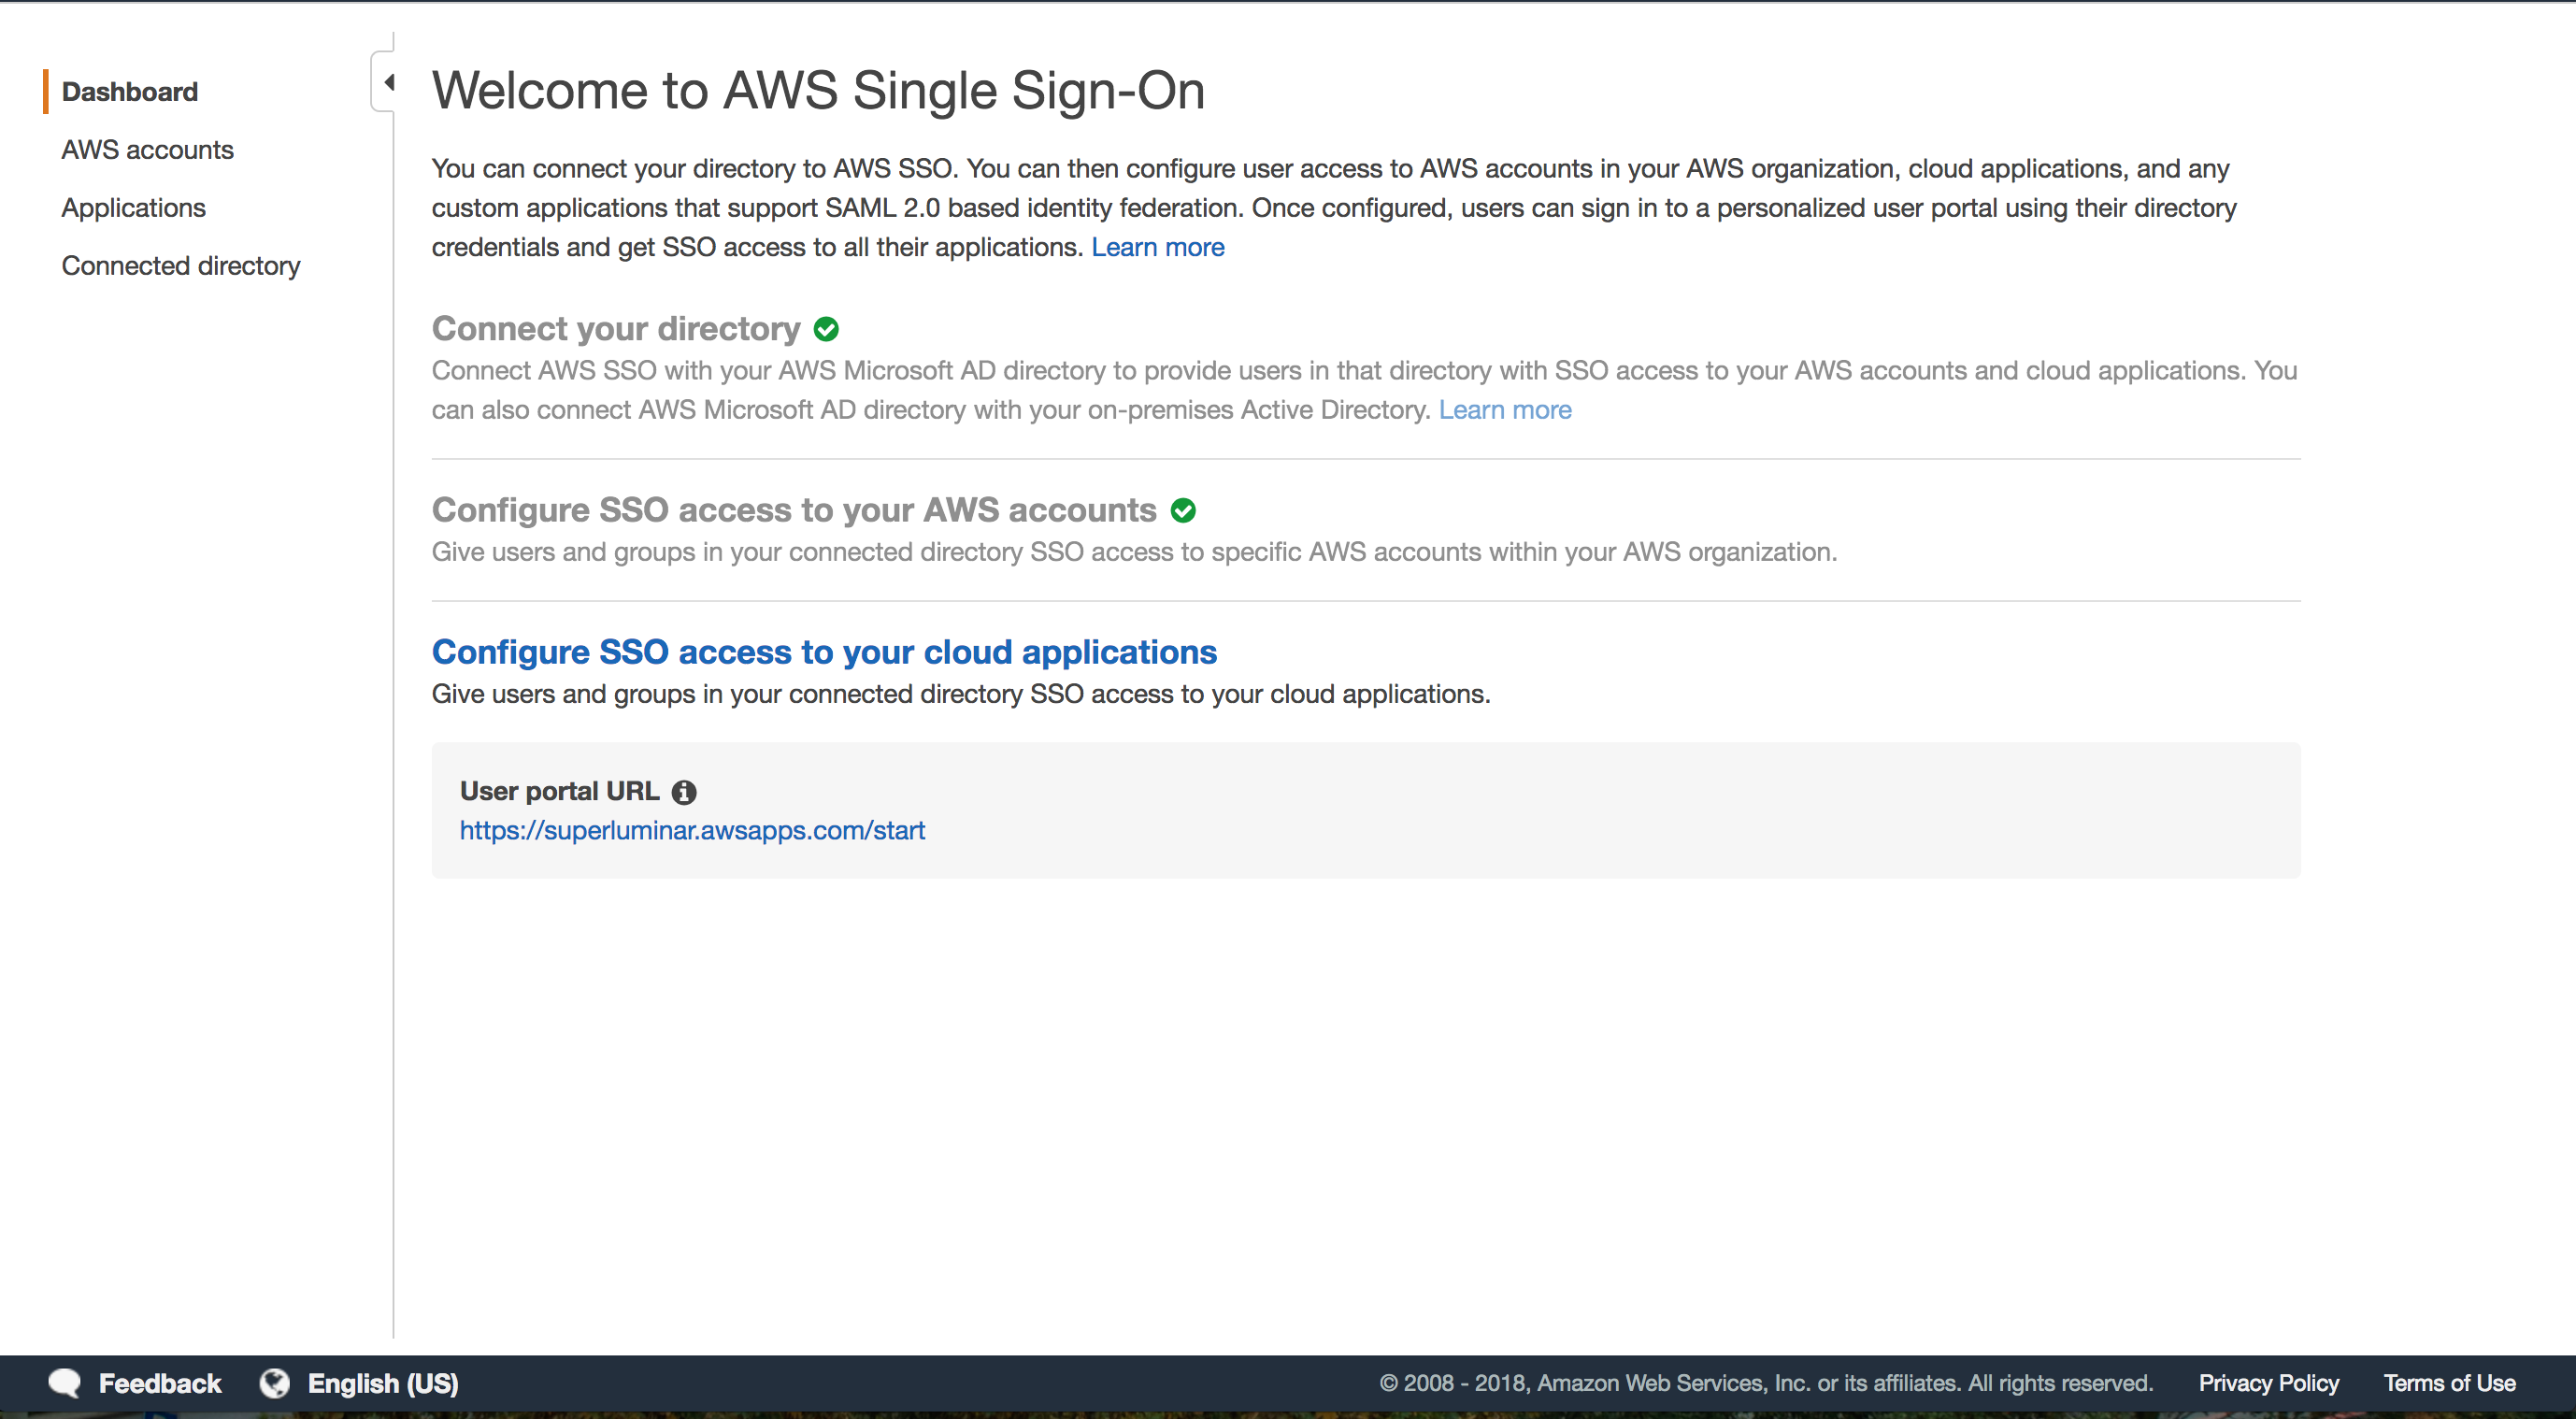 Dashboard
AWS accounts
Applications
Connected directory
Welcome to AWS Single Sign-On
You can connect your directory to AWS SSO. You can then configure user access to AWS accounts in your AWS organization, cloud applications, and any
custom applications that support SAML 2.0 based identity federation. Once configured, users can sign in to a personalized user portal using their directory
credentials and get SSO access to all their applications. Learn more
Connect your directory
Connect AWS SSO with your AWS Microsoft AD directory to provide users in that directory with SSO access to your AWS accounts and cloud applications. You
can also connect AWS Microsoft AD directory with your on-premises Active Directory. Learn more
Configure SSO access to your AWS accounts
Give users and groups in your connected directory SSO access to specific AWS accounts within your AWS organization.
Configure SSO access to your cloud applications
Give users and groups in your connected directory SSO access to your cloud applications.
User portal URL
https://superluminar.awsapps.com/start
Feedback English (US) © 2008 - 2018, Amazon Web Services, Inc. or its affiliates. All rights reserved. Privacy Policy Terms of Use